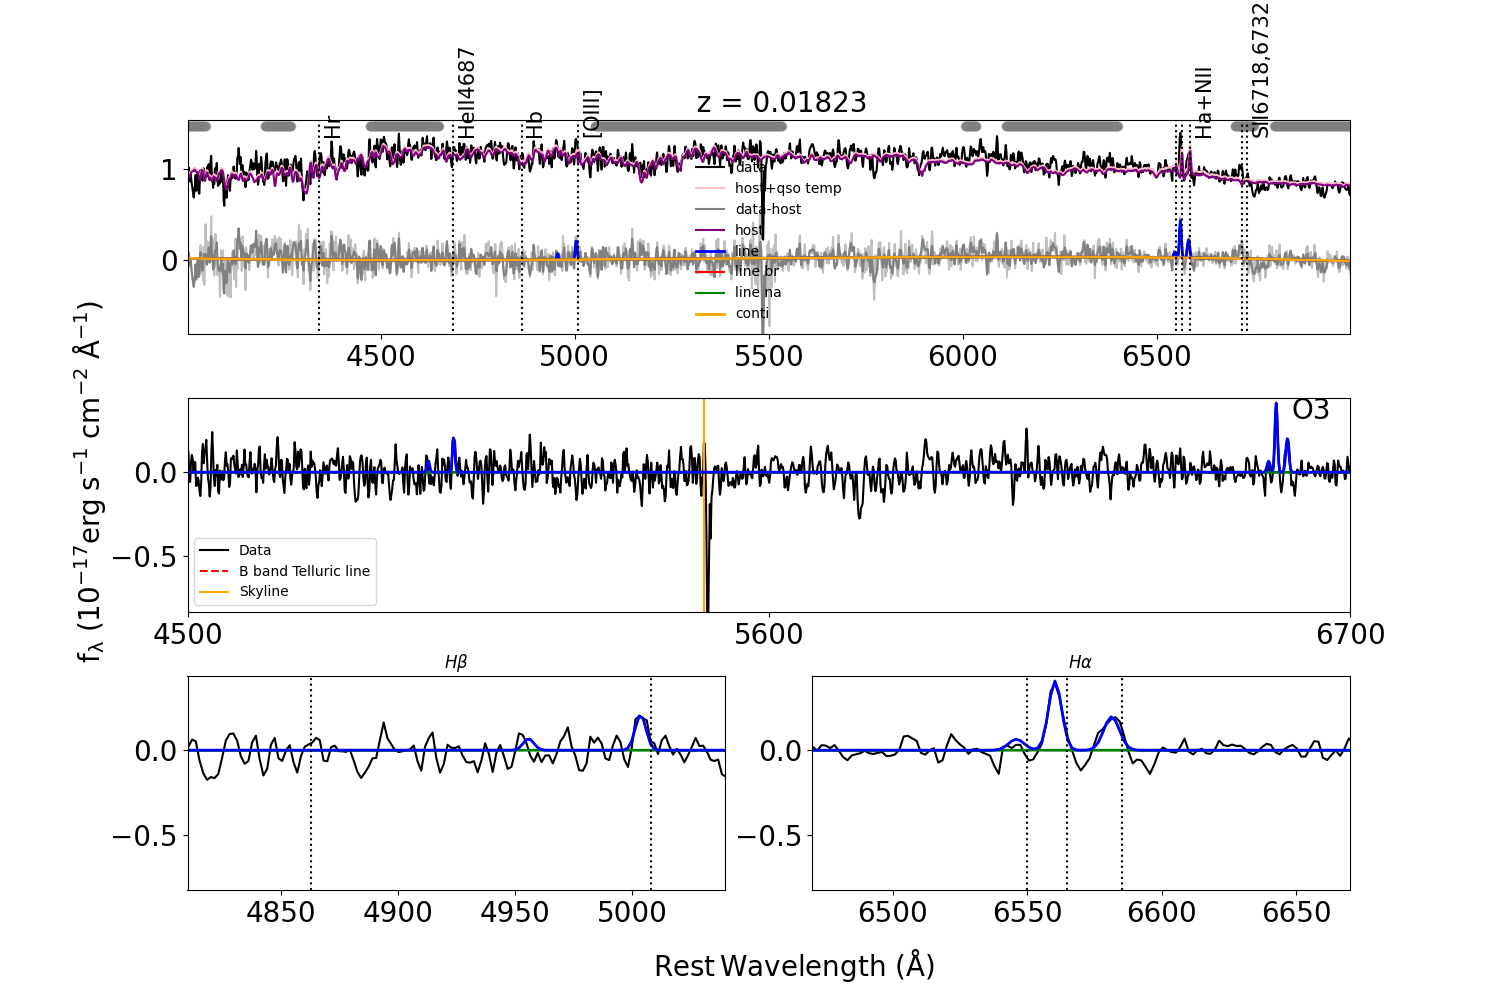 z = 0.01823
Hr
HeII4687
Hb
[OIII]
Ha+NII
SII6718,6732
1
0
data
host+qso temp
data-host
host
line
line br
line na
conti
4500 5000 5500 6000 6500
f_λ (10^−17 erg s^−1 cm^−2 Å^−1)
O3
0.0
−0.5
Data
B band Telluric line
Skyline
4500 5600 6700
Hβ
0.0
−0.5
4850 4900 4950 5000
Hα
0.0
−0.5
6500 6550 6600 6650
Rest Wavelength (Å)